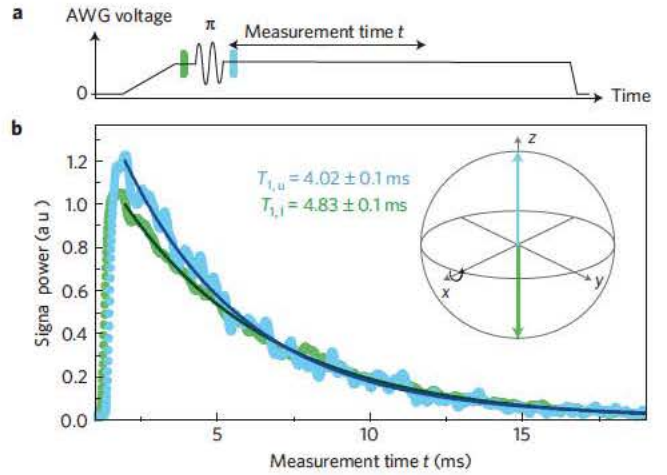 a
AWG voltage
π
Measurement time t
0
Time
b
1.2
1.0
0.8
0.6
0.4
0.2
0.0
Signa power (a u)
T1,u = 4.02 ± 0.1 ms
T1,i = 4.83 ± 0.1 ms
z
x
y
5
10
15
Measurement time t (ms)